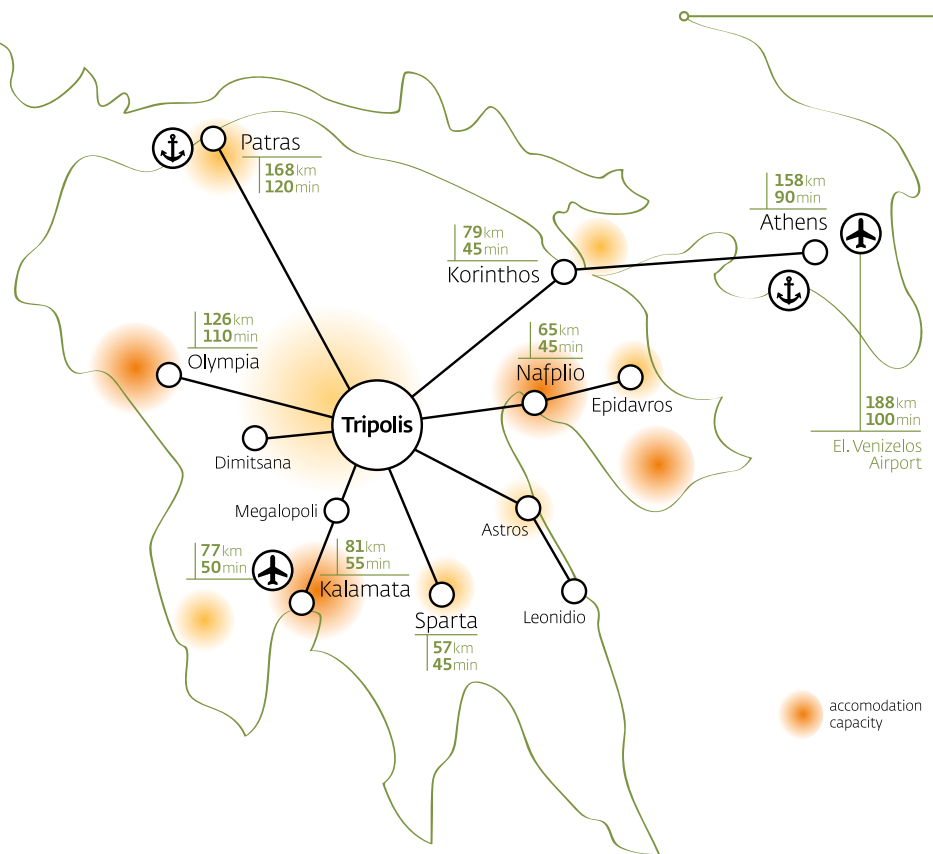 Patras
168km
120min
158km
90min
Athens
79km
45min
Korinthos
126km
110min
Olympia
65km
45min
Nafplio
Epidavros
188km
100min
El. Venizelos
Airport
Tripolis
Dimitsana
Megalopoli
Astros
77km
50min
81km
55min
Kalamata
Sparta
57km
45min
Leonidio
accomodation
capacity